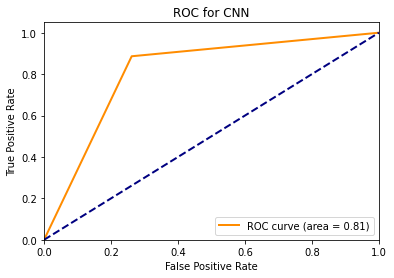 ROC for CNN
True Positive Rate
1.0
0.8
0.6
0.4
0.2
0.0
ROC curve (area = 0.81)
0.0 0.2 0.4 0.6 0.8 1.0
False Positive Rate